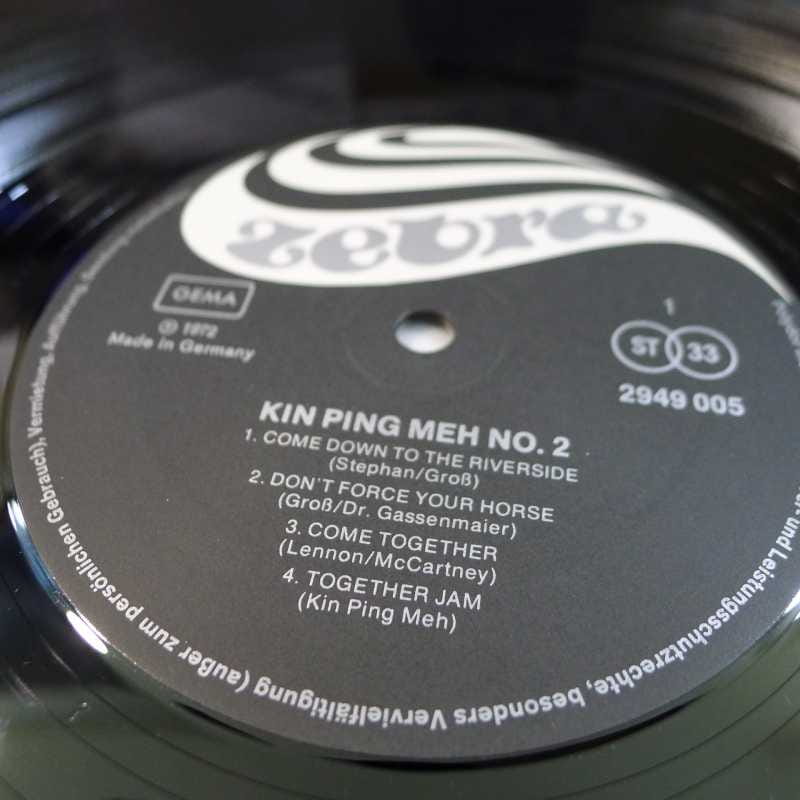 zebra
GEMA
℗ 1972
Made in Germany
1
ST 33
2949 005
KIN PING MEH NO. 2
1. COME DOWN TO THE RIVERSIDE
(Stephan/Groß)
2. DON'T FORCE YOUR HORSE
(Groß/Dr. Gassenmaier)
3. COME TOGETHER
(Lennon/McCartney)
4. TOGETHER JAM
(Kin Ping Meh)
und Leistungsschutzrechte, besonders Vervielfältigung (außer zum persönlichen Gebrauch), Vermietung, Aufführung,